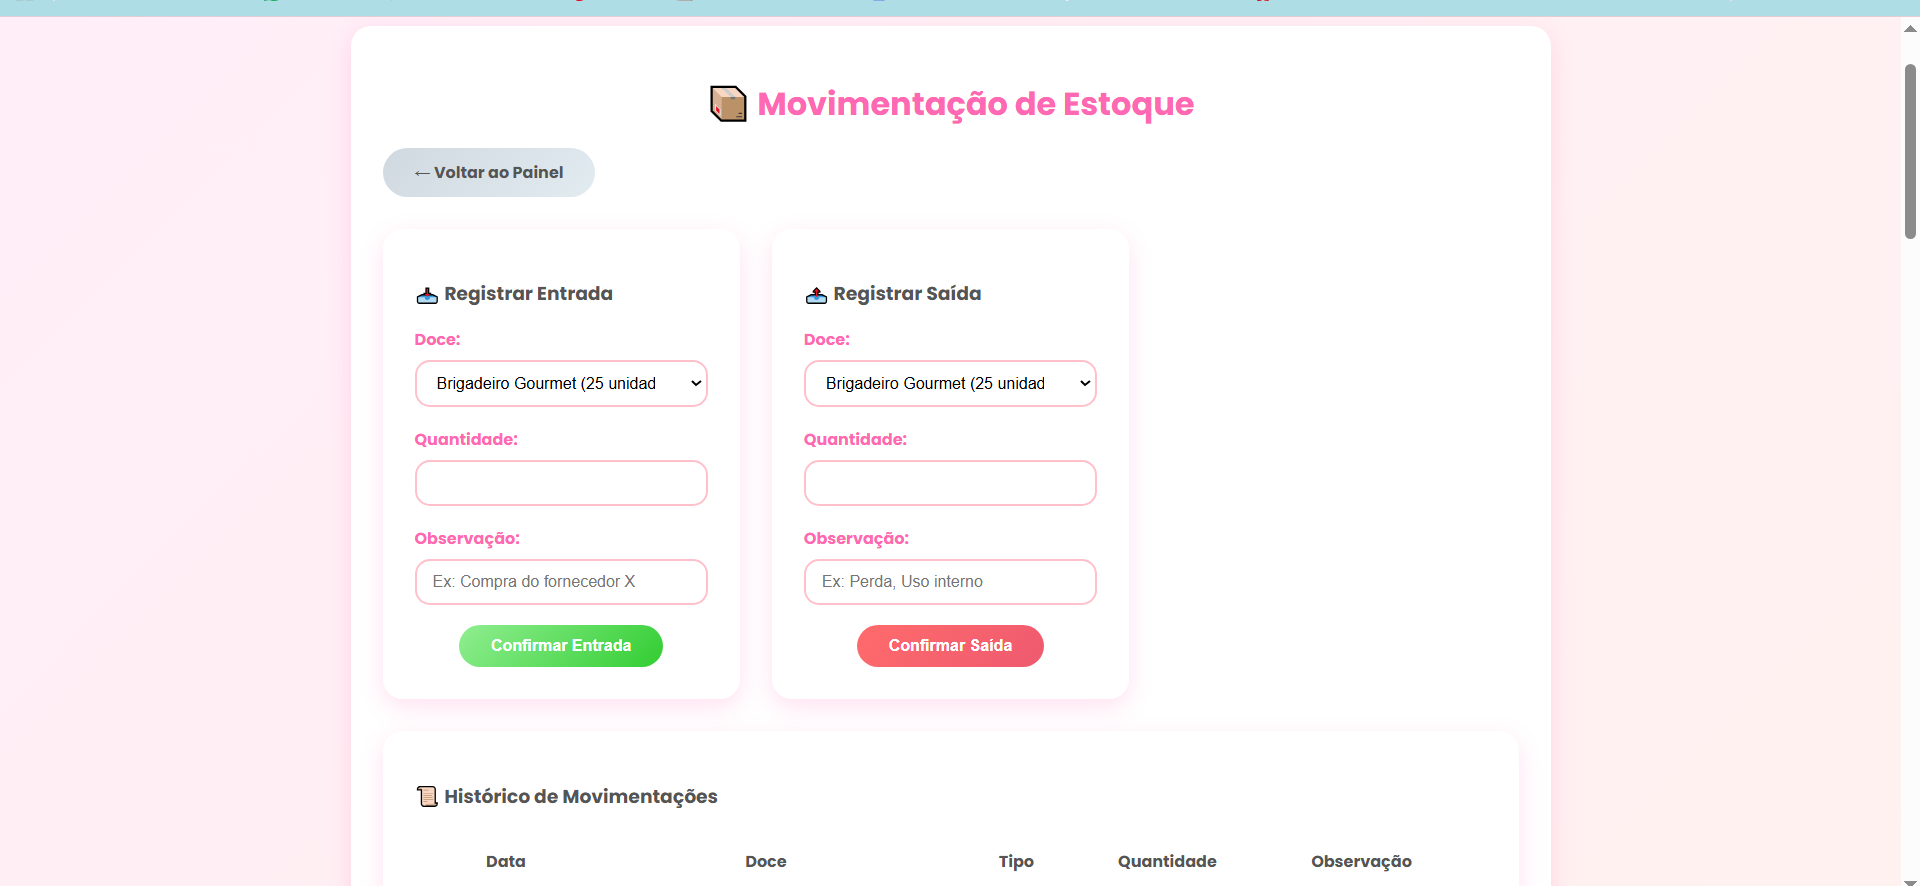 Movimentação de Estoque
← Voltar ao Painel
Registrar Entrada
Doce:
Brigadeiro Gourmet (25 unidad
Quantidade:
Observação:
Ex: Compra do fornecedor X
Confirmar Entrada
Registrar Saída
Doce:
Brigadeiro Gourmet (25 unidad
Quantidade:
Observação:
Ex: Perda, Uso interno
Confirmar Saída
Histórico de Movimentações
Data Doce Tipo Quantidade Observação